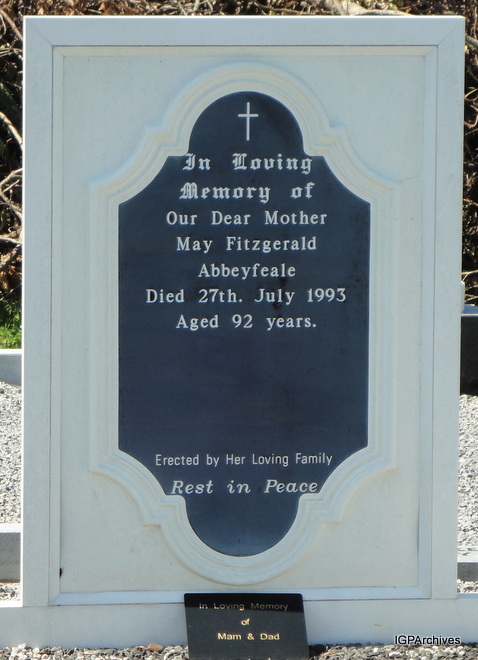 In Loving
Memory of
Our Dear Mother
May Fitzgerald
Abbeyfeale
Died 27th. July 1993
Aged 92 years.
Erected by Her Loving Family
Rest in Peace
In Loving Memory
of
Mam & Dad
IGPArchives